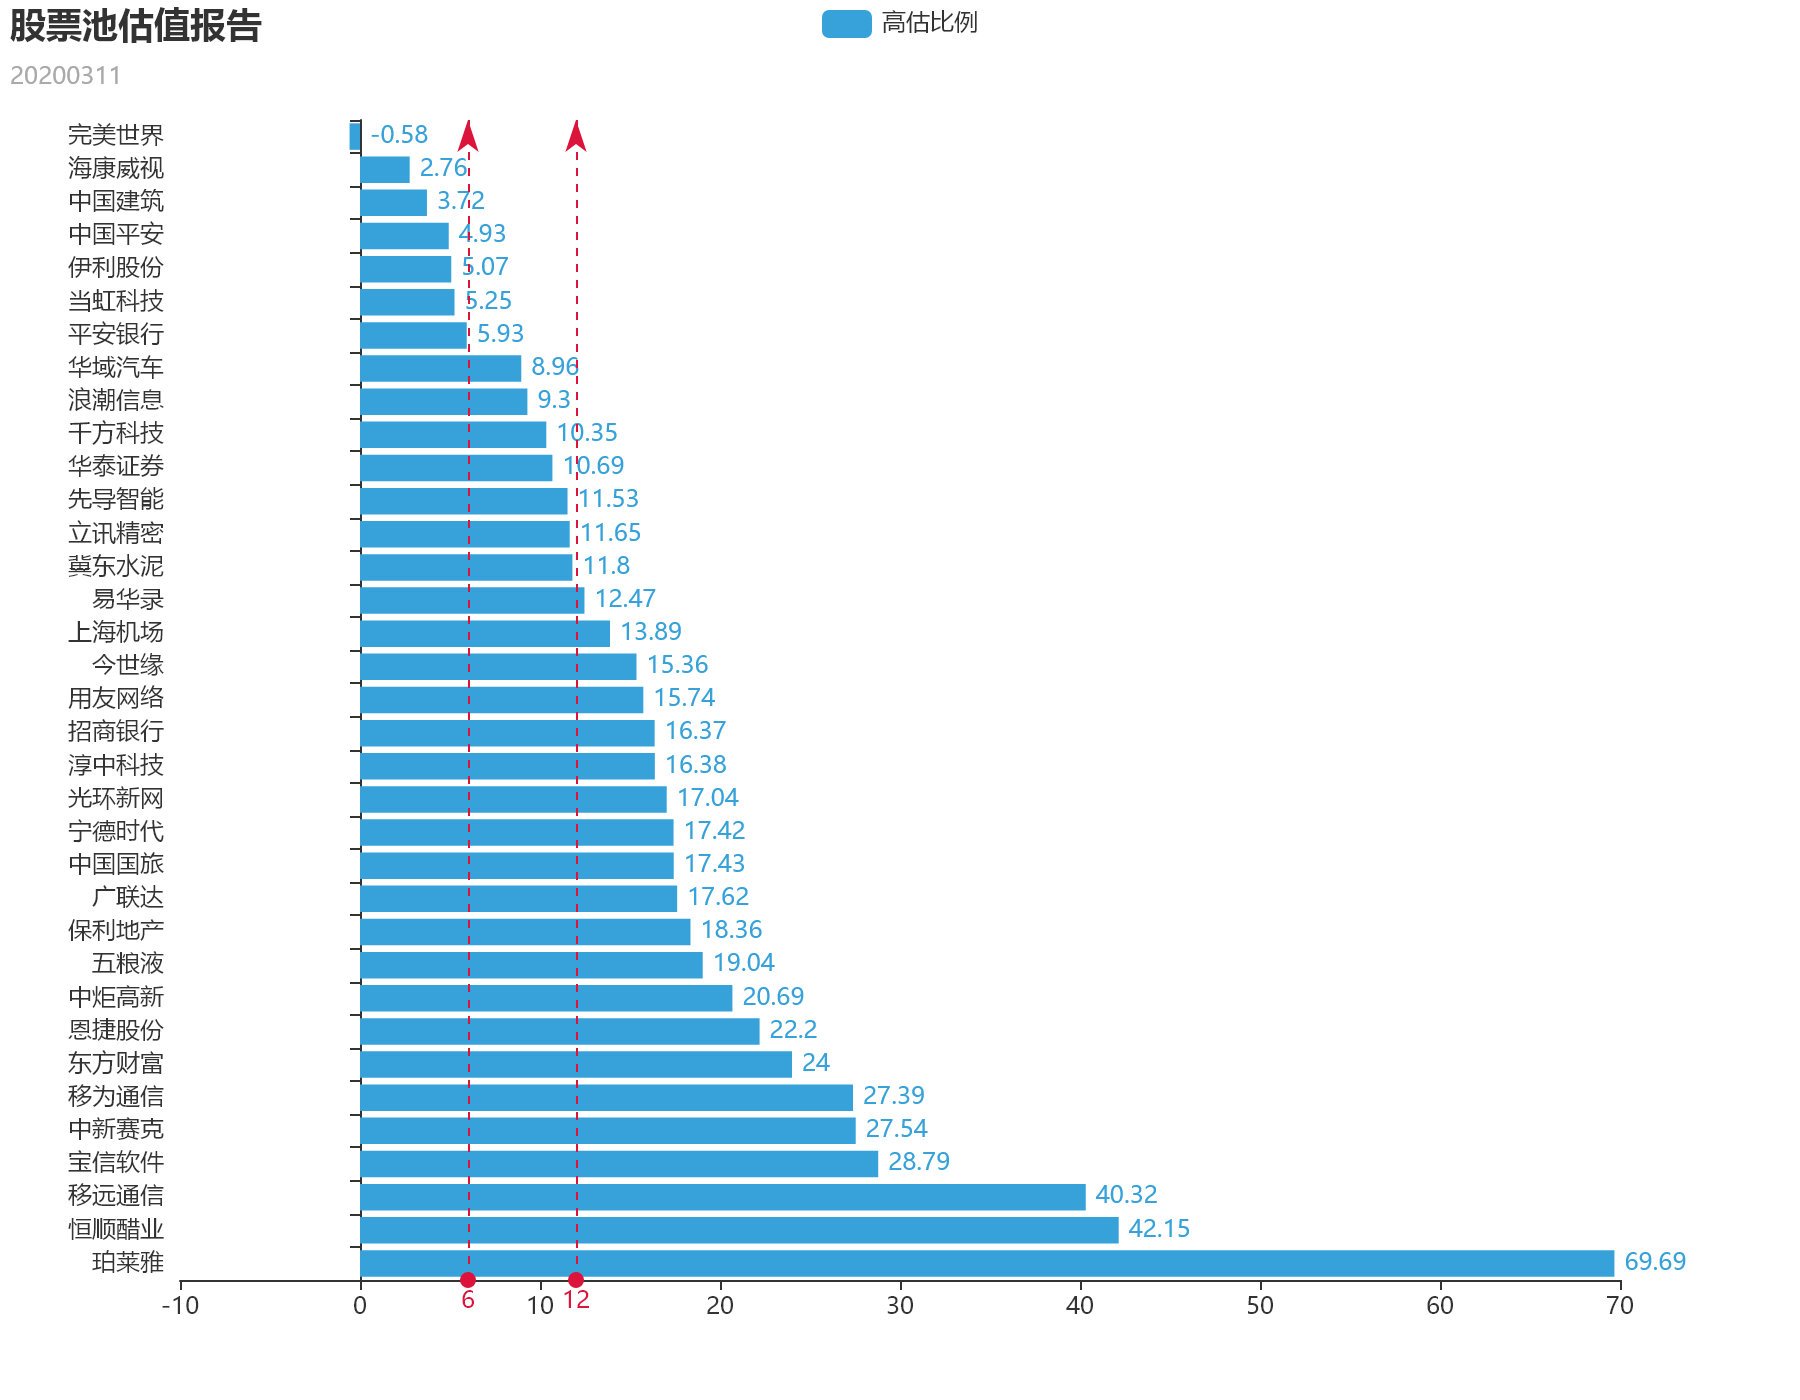 股票池估值报告
高估比例
20200311
完美世界 -0.58
海康威视 2.76
中国建筑 3.72
中国平安 4.93
伊利股份 5.07
当虹科技 5.25
平安银行 5.93
华域汽车 8.96
浪潮信息 9.3
千方科技 10.35
华泰证券 10.69
先导智能 11.53
立讯精密 11.65
冀东水泥 11.8
易华录 12.47
上海机场 13.89
今世缘 15.36
用友网络 15.74
招商银行 16.37
淳中科技 16.38
光环新网 17.04
宁德时代 17.42
中国国旅 17.43
广联达 17.62
保利地产 18.36
五粮液 19.04
中炬高新 20.69
恩捷股份 22.2
东方财富 24
移为通信 27.39
中新赛克 27.54
宝信软件 28.79
移远通信 40.32
恒顺醋业 42.15
珀莱雅 69.69
6 12
-10 0 10 20 30 40 50 60 70